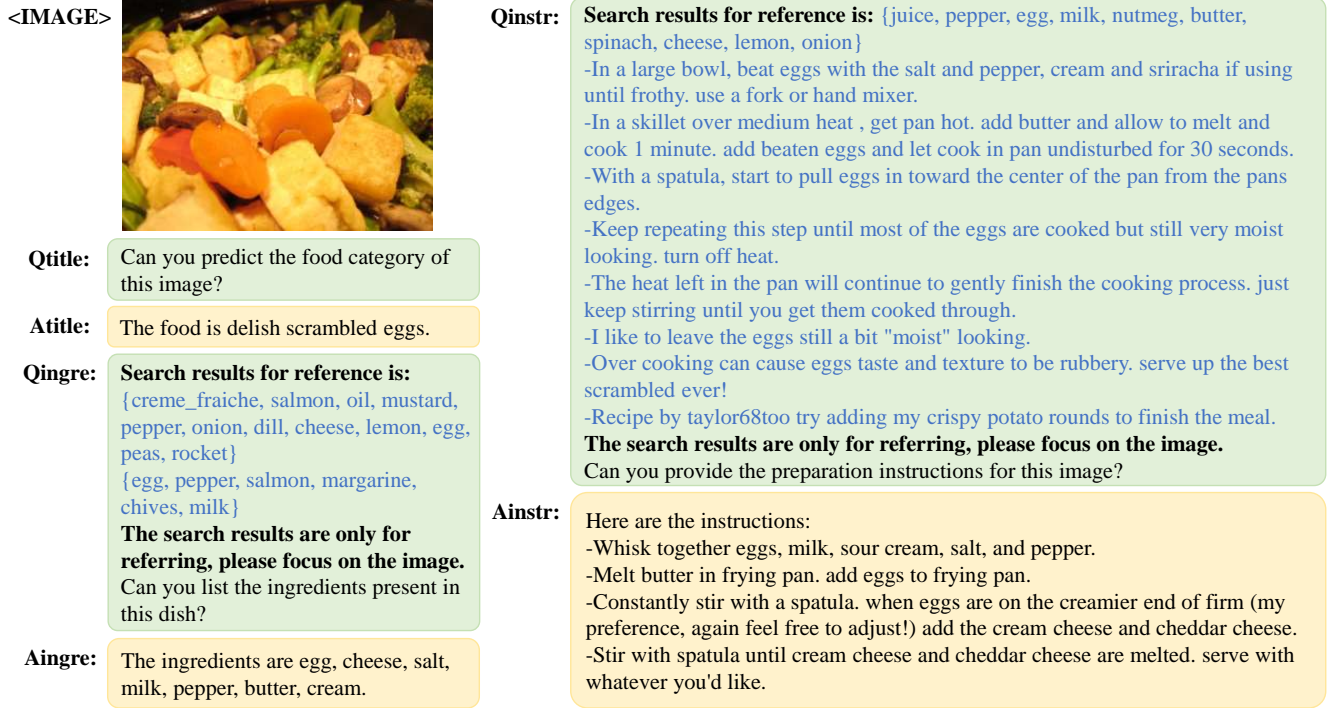 <IMAGE>
Qtitle:
Can you predict the food category of
this image?
Atitle:
The food is delish scrambled eggs.
Qingre:
Search results for reference is:
{creme_fraiche, salmon, oil, mustard,
pepper, onion, dill, cheese, lemon, egg,
peas, rocket}
{egg, pepper, salmon, margarine,
chives, milk}
The search results are only for
referring, please focus on the image.
Can you list the ingredients present in
this dish?
Aingre:
The ingredients are egg, cheese, salt,
milk, pepper, butter, cream.
Qinstr:
Search results for reference is: {juice, pepper, egg, milk, nutmeg, butter,
spinach, cheese, lemon, onion}
-In a large bowl, beat eggs with the salt and pepper, cream and sriracha if using
until frothy. use a fork or hand mixer.
-In a skillet over medium heat , get pan hot. add butter and allow to melt and
cook 1 minute. add beaten eggs and let cook in pan undisturbed for 30 seconds.
-With a spatula, start to pull eggs in toward the center of the pan from the pans
edges.
-Keep repeating this step until most of the eggs are cooked but still very moist
looking. turn off heat.
-The heat left in the pan will continue to gently finish the cooking process. just
keep stirring until you get them cooked through.
-I like to leave the eggs still a bit "moist" looking.
-Over cooking can cause eggs taste and texture to be rubbery. serve up the best
scrambled ever!
-Recipe by taylor68too try adding my crispy potato rounds to finish the meal.
The search results are only for referring, please focus on the image.
Can you provide the preparation instructions for this image?
Ainstr:
Here are the instructions:
-Whisk together eggs, milk, sour cream, salt, and pepper.
-Melt butter in frying pan. add eggs to frying pan.
-Constantly stir with a spatula. when eggs are on the creamier end of firm (my
preference, again feel free to adjust!) add the cream cheese and cheddar cheese.
-Stir with spatula until cream cheese and cheddar cheese are melted. serve with
whatever you'd like.